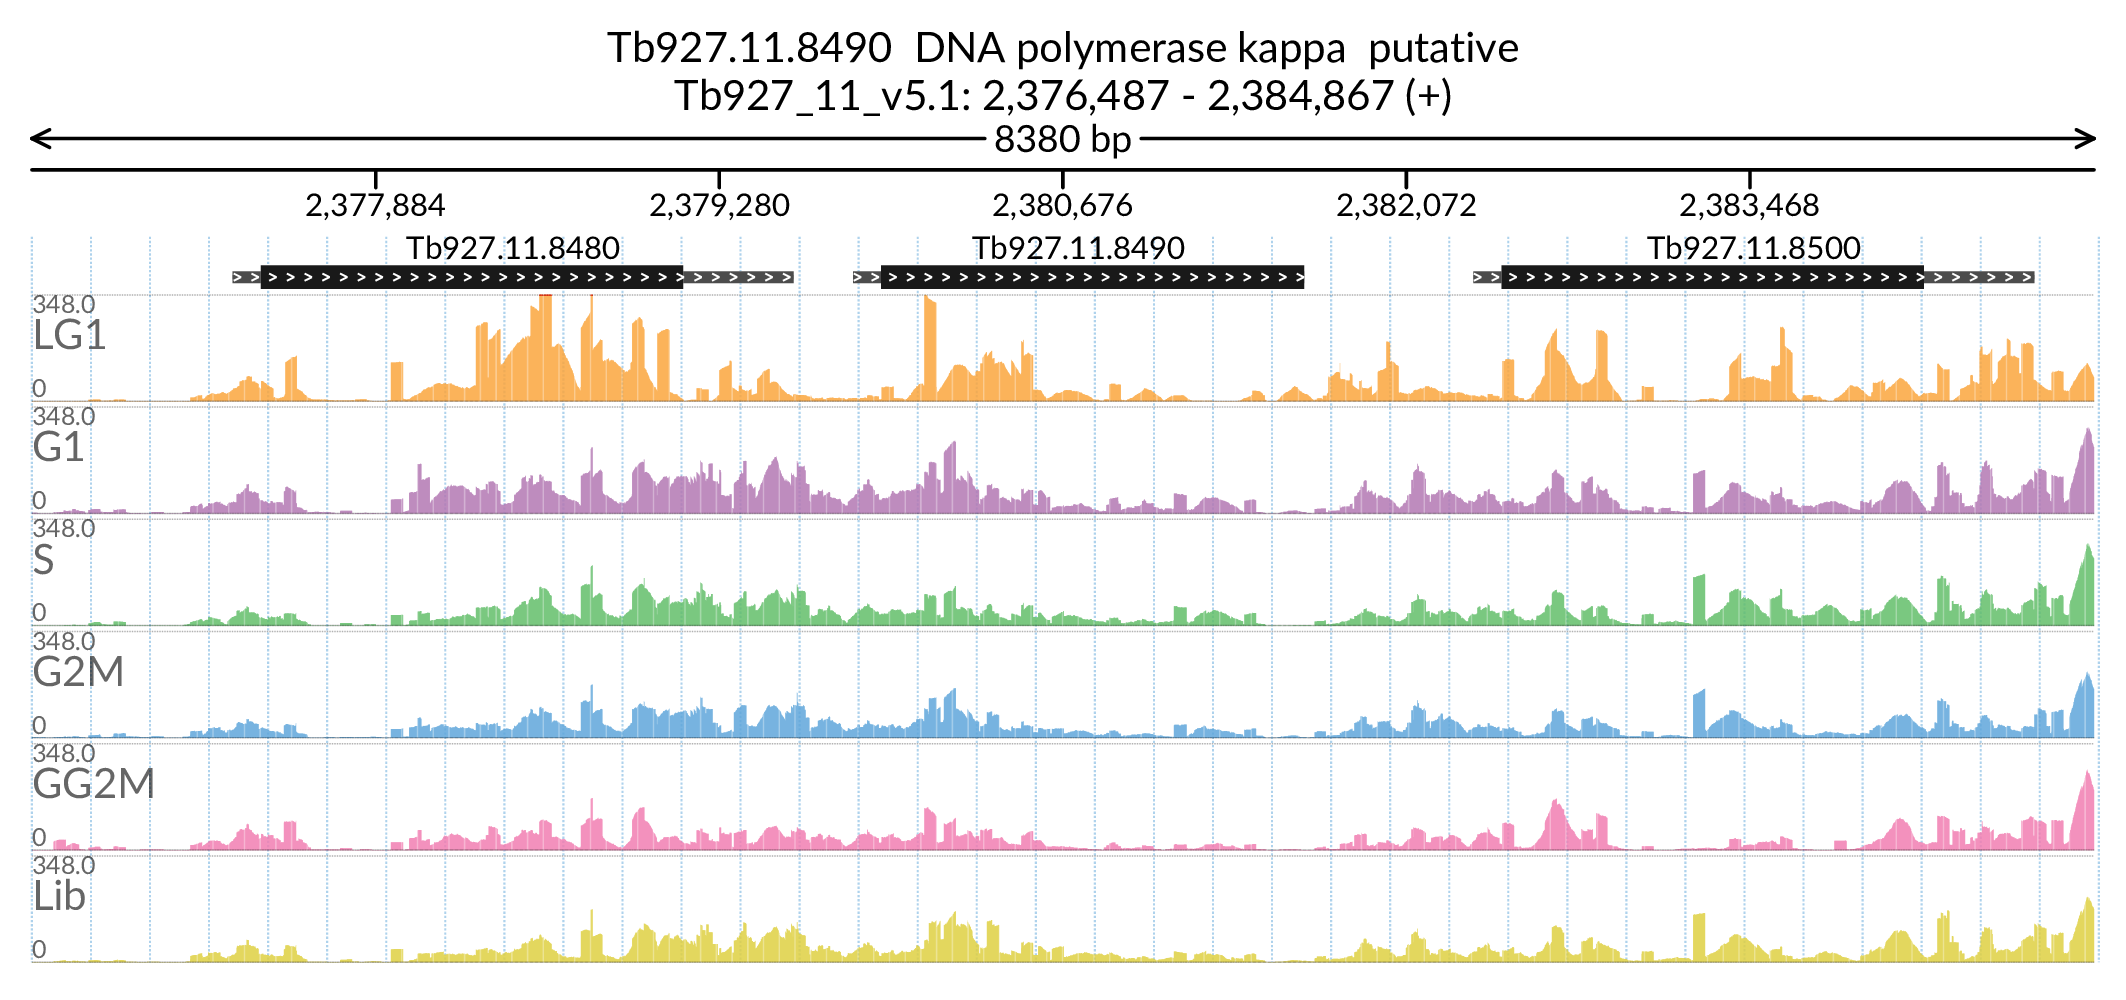 Tb927.11.8490 DNA polymerase kappa putative
Tb927_11_v5.1: 2,376,487 - 2,384,867 (+)
8380 bp
2,377,884 2,379,280 2,380,676 2,382,072 2,383,468
Tb927.11.8480 Tb927.11.8490 Tb927.11.8500
348.0
LG1
0
348.0
G1
0
348.0
S
0
348.0
G2M
0
348.0
GG2M
0
348.0
Lib
0